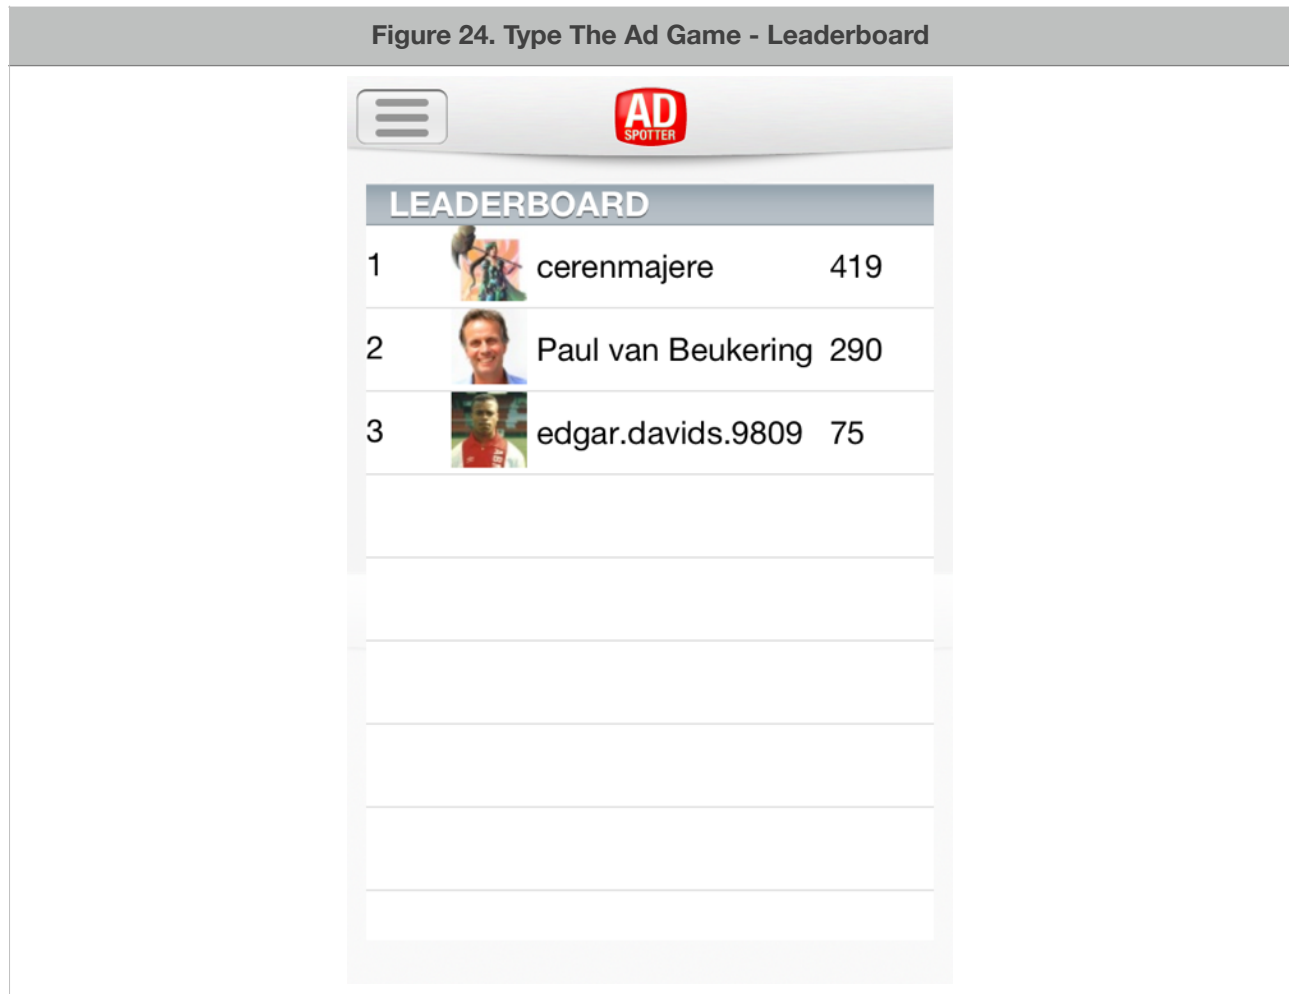 Figure 24. Type The Ad Game - Leaderboard
AD
SPOTTER
LEADERBOARD
1 cerenmajere 419
2 Paul van Beukering 290
3 edgar.davids.9809 75